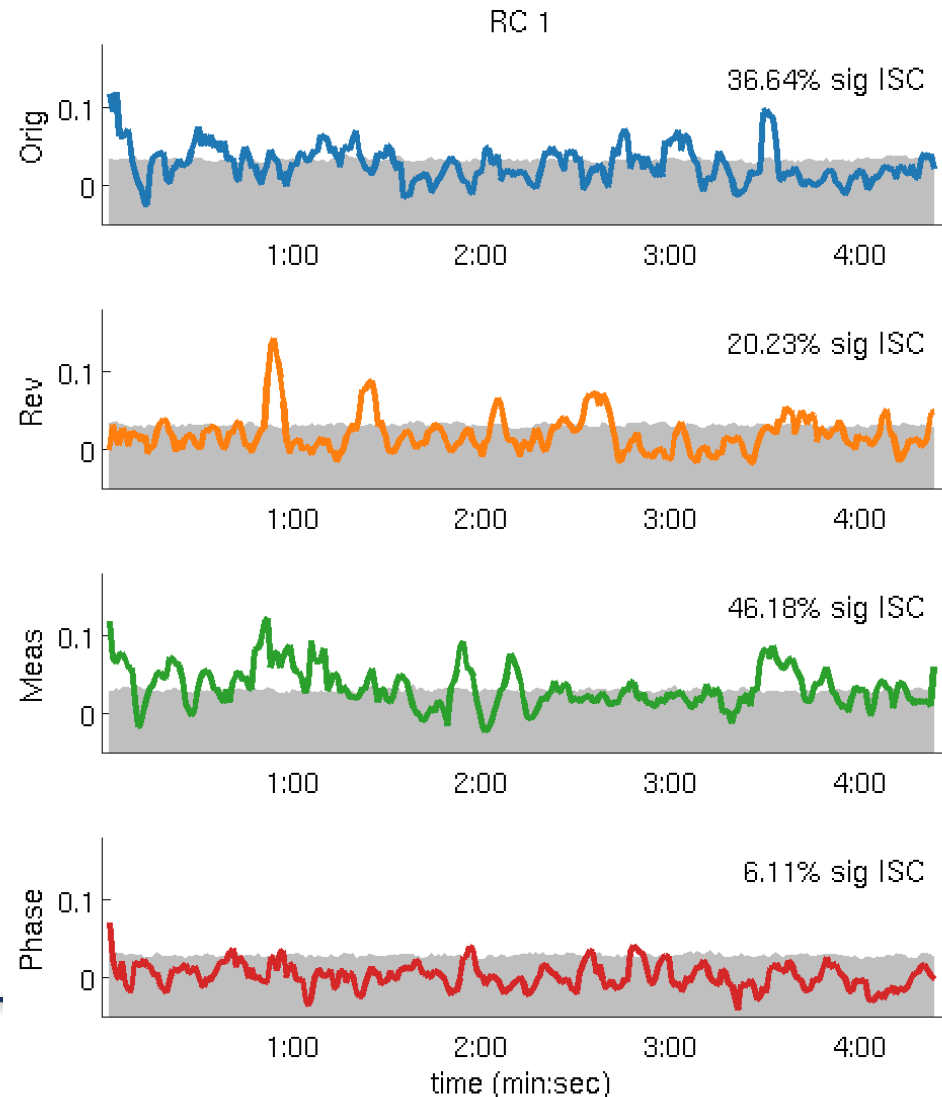 RC 1
36.64% sig ISC
Orig
0.1
0
1:00 2:00 3:00 4:00
20.23% sig ISC
Rev
0.1
0
1:00 2:00 3:00 4:00
46.18% sig ISC
Meas
0.1
0
1:00 2:00 3:00 4:00
6.11% sig ISC
Phase
0.1
0
1:00 2:00 3:00 4:00
time (min:sec)